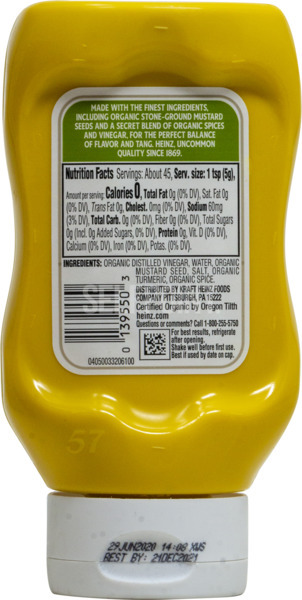 MADE WITH THE FINEST INGREDIENTS,
INCLUDING ORGANIC STONE-GROUND MUSTARD
SEEDS AND A SECRET BLEND OF ORGANIC SPICES
AND VINEGAR, FOR THE PERFECT BALANCE
OF FLAVOR AND TANG. HEINZ. UNCOMMON
QUALITY SINCE 1869.
Nutrition Facts Servings: About 45, Serv. size: 1 tsp (5g),
Amount per serving: Calories 0, Total Fat 0g (0% DV), Sat. Fat 0g
(0% DV), Trans Fat 0g, Cholest. 0mg (0% DV), Sodium 60mg
(3% DV), Total Carb. 0g (0% DV), Fiber 0g (0% DV), Total Sugars
0g (Incl. 0g Added Sugars, 0% DV), Protein 0g, Vit. D (0% DV),
Calcium (0% DV), Iron (0% DV), Potas. (0% DV).
INGREDIENTS: ORGANIC DISTILLED VINEGAR, WATER, ORGANIC
MUSTARD SEED, SALT, ORGANIC
TURMERIC, ORGANIC SPICE.
DISTRIBUTED BY KRAFT HEINZ FOODS
COMPANY PITTSBURGH, PA 15222
Certified Organic by Oregon Tilth
heinz.com
Questions or comments? Call 1-800-255-5750
For best results, refrigerate
after opening.
Shake well before first use.
Best if used by date on cap.
0 1395503 3
04050033206100
57
29JUN2020 14:08 XWS
BEST BY: 21DEC2021